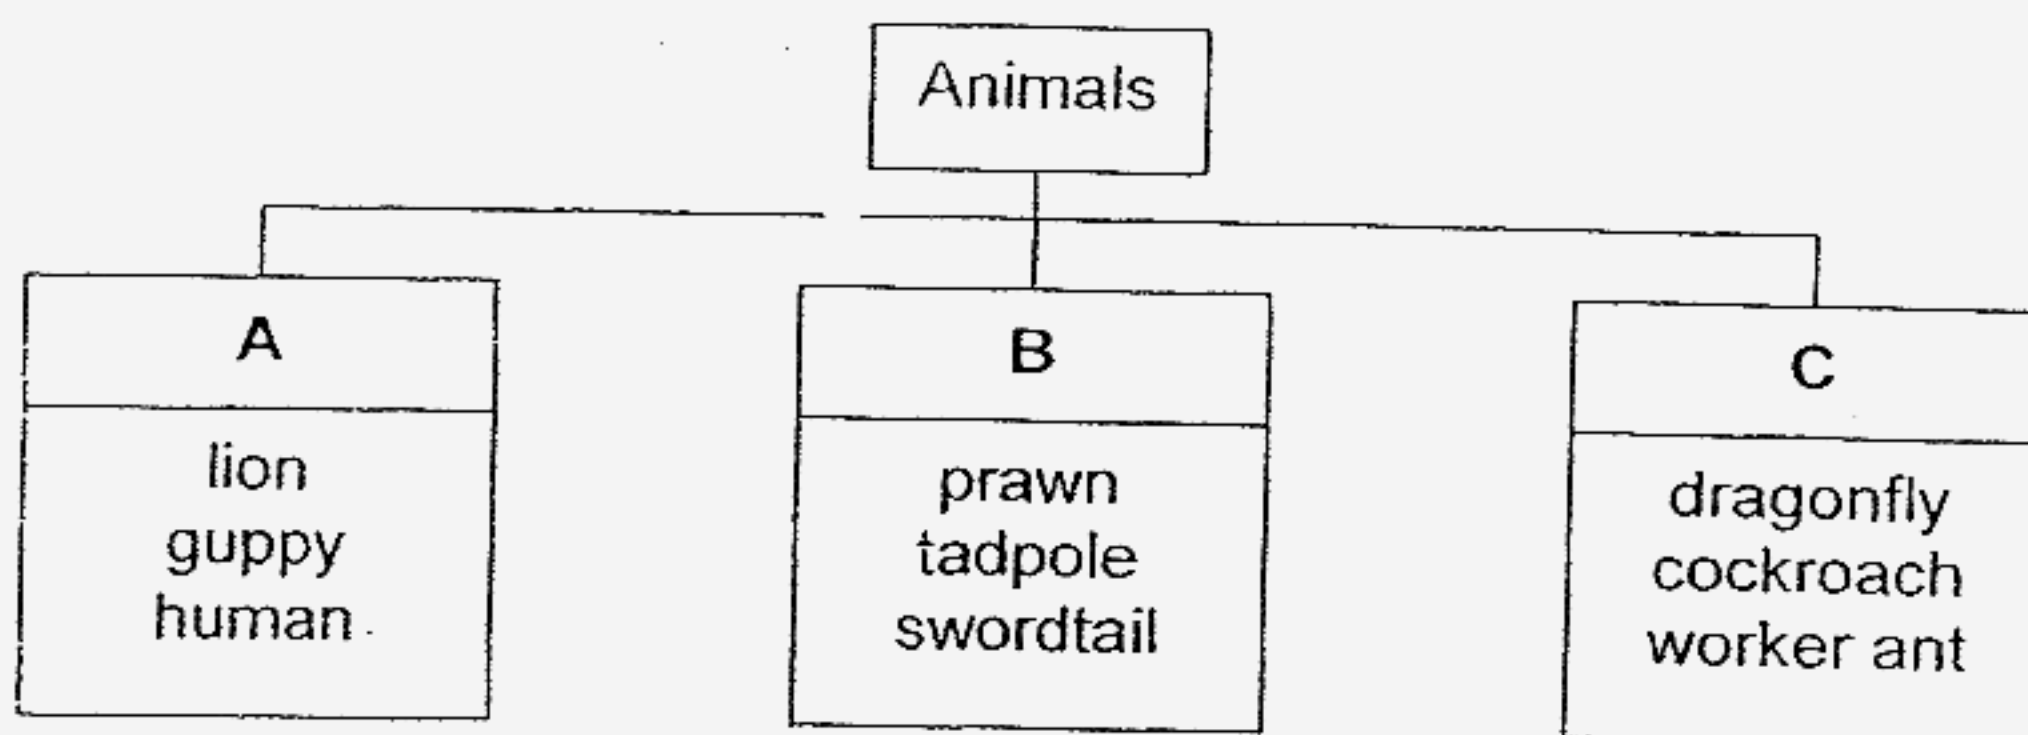 Animals
A
lion
guppy
human
B
prawn
tadpole
swordtail
C
dragonfly
cockroach
worker ant